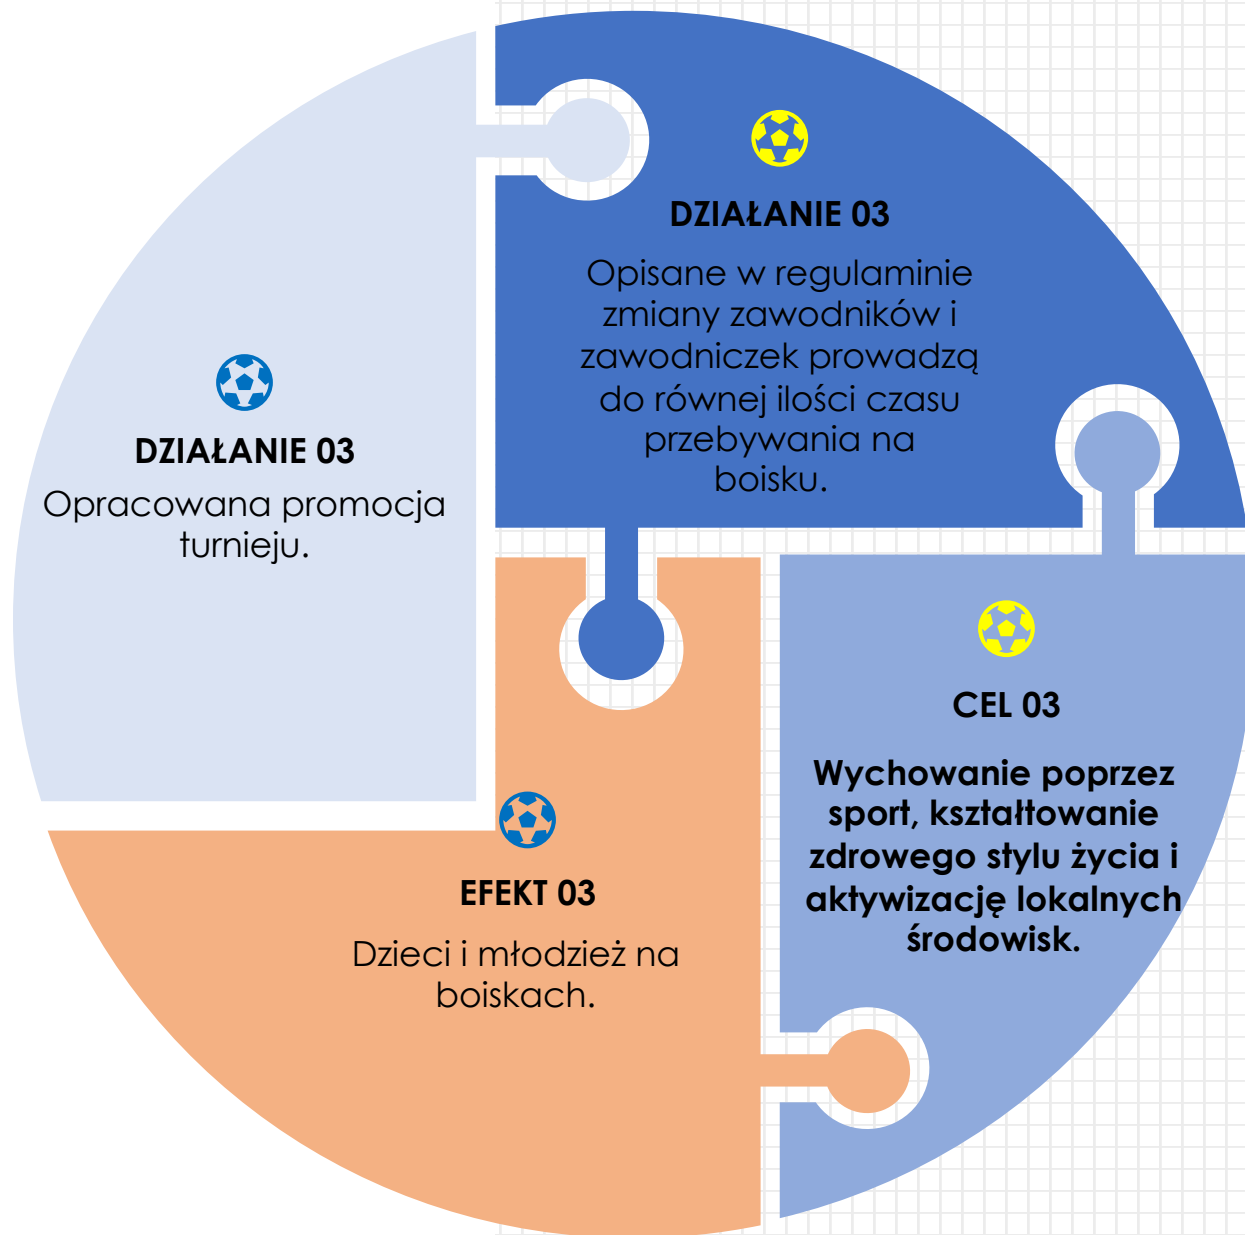 DZIAŁANIE 03
Opracowana promocja
turnieju.
DZIAŁANIE 03
Opisane w regulaminie
zmiany zawodników i
zawodniczek prowadzą
do równej ilości czasu
przebywania na
boisku.
EFEKT 03
Dzieci i młodzież na
boiskach.
CEL 03
Wychowanie poprzez
sport, kształtowanie
zdrowego stylu życia i
aktywizację lokalnych
środowisk.